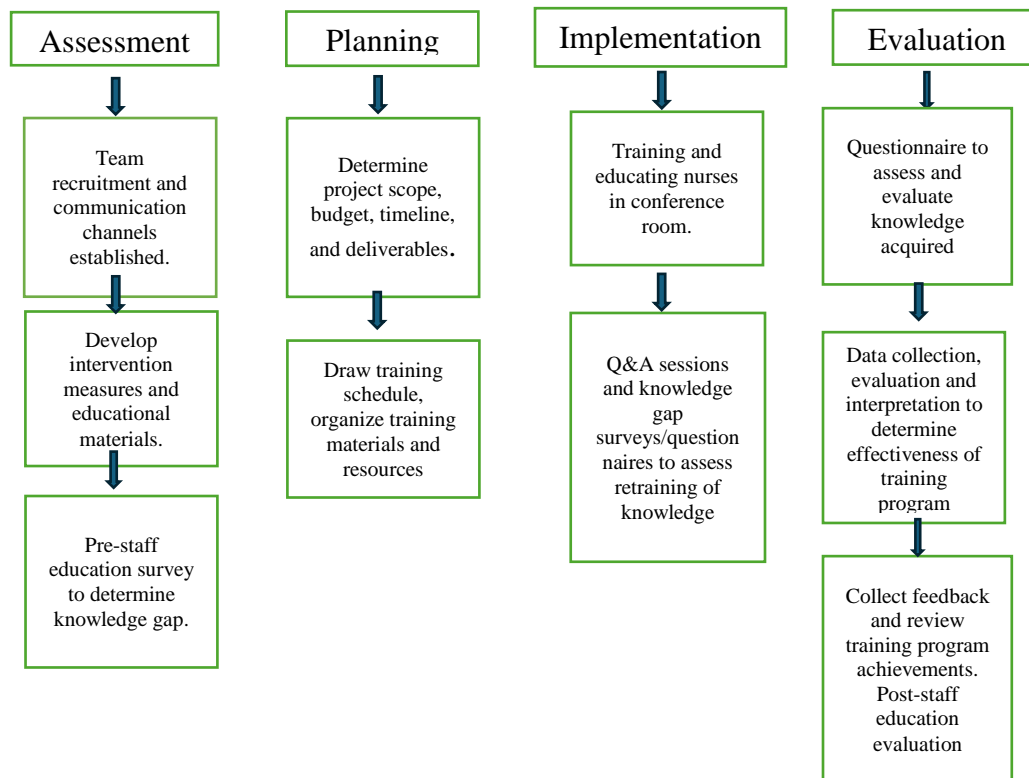 Assessment
Team
recruitment and
communication
channels
established.
Develop
intervention
measures and
educational
materials.
Pre-staff
education survey
to determine
knowledge gap.
Planning
Determine
project scope,
budget, timeline,
and deliverables.
Draw training
schedule,
organize training
materials and
resources
Implementation
Training and
educating nurses
in conference
room.
Q&A sessions
and knowledge
gap
surveys/question
naires to assess
retraining of
knowledge
Evaluation
Questionnaire to
assess and
evaluate
knowledge
acquired
Data collection,
evaluation and
interpretation to
determine
effectiveness of
training
program
Collect feedback
and review
training program
achievements.
Post-staff
education
evaluation